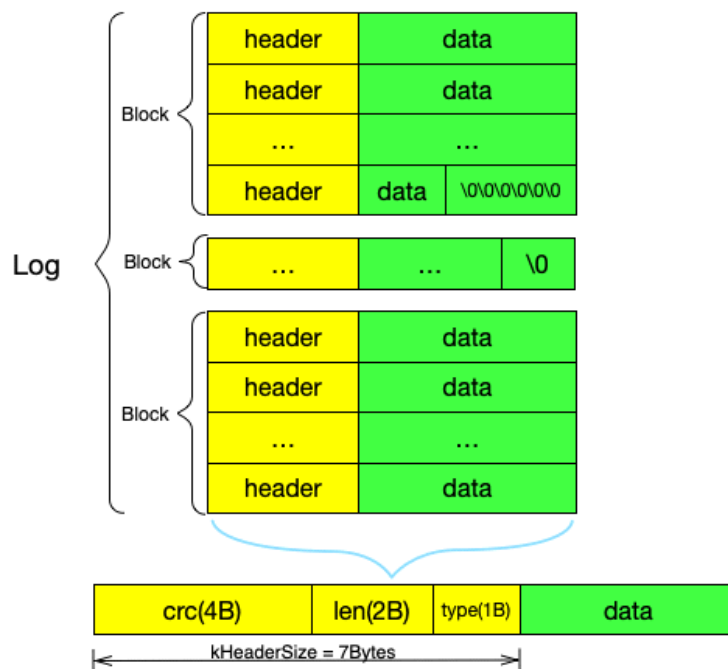 header data
header data
Block
... ...
header data \0\0\0\0\0\0
Log
Block
... ... \0
header data
header data
Block
... ...
header data
crc(4B) len(2B) type(1B) data
kHeaderSize = 7Bytes